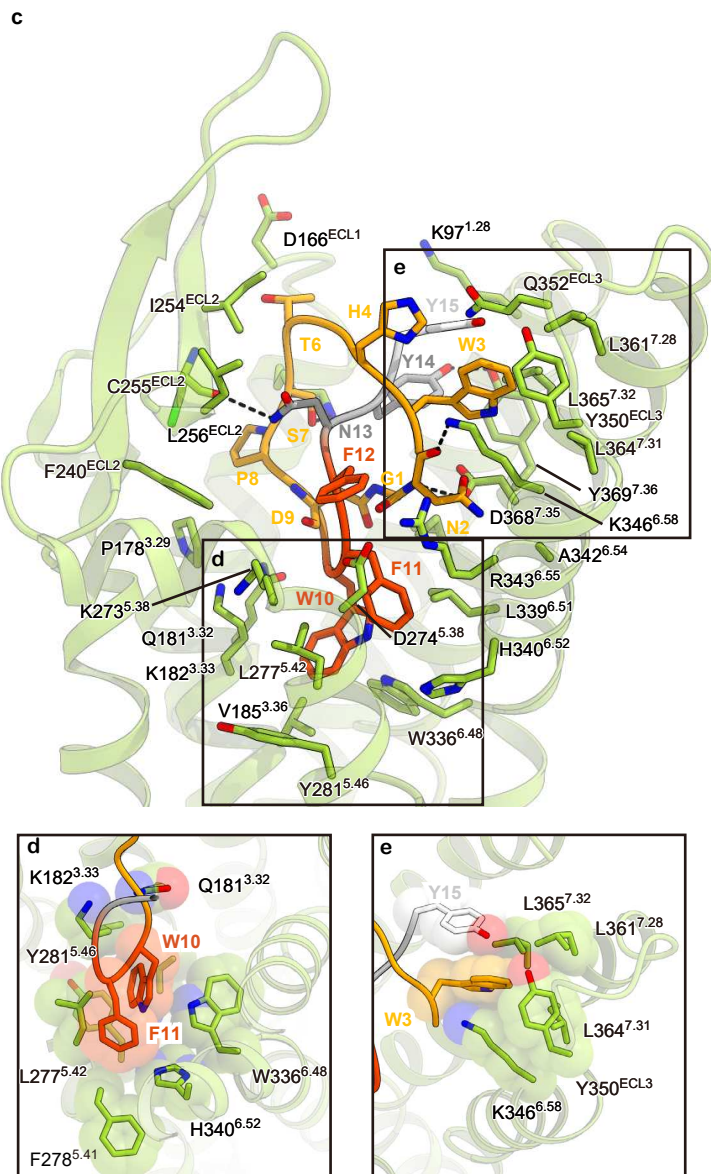 c
D166ECL1
K971.28
e
Q352ECL3
I254ECL2
H4
Y15
W3
L3617.28
T6
Y14
C255ECL2
L3657.32
Y350ECL3
L256ECL2
S7
N13
L3647.31
F240ECL2
F12
P8
G1
Y3697.36
D9
N2
D3687.35
K3466.58
P1783.29
d
F11
A3426.54
R3436.55
K2735.38
W10
L3396.51
Q1813.32
D2745.38
H3406.52
K1823.33
L2775.42
V1853.36
W3366.48
Y2815.46
d
K1823.33
Q1813.32
Y2815.46
W10
F11
L2775.42
W3366.48
H3406.52
F2785.41
e
Y15
L3657.32
L3617.28
W3
L3647.31
Y350ECL3
K3466.58